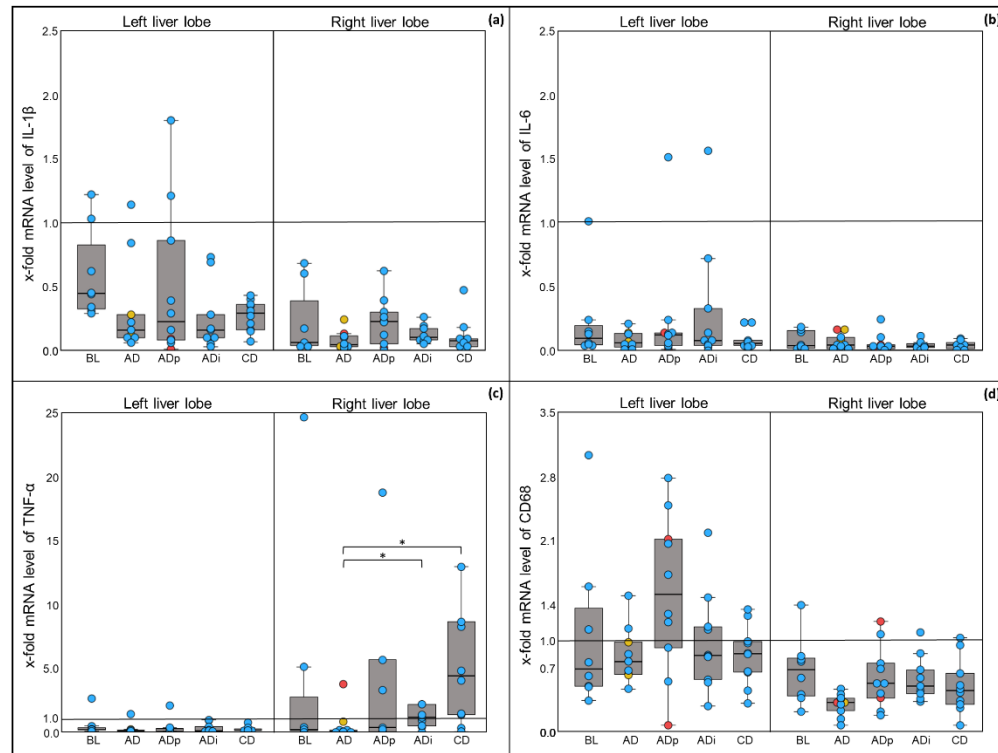 Left liver lobe Right liver lobe (a)
x-fold mRNA level of IL-1β
2.5
2.0
1.5
1.0
0.5
0.0
BL AD ADp ADi CD BL AD ADp ADi CD
Left liver lobe Right liver lobe (b)
x-fold mRNA level of IL-6
2.5
2.0
1.5
1.0
0.5
0.0
BL AD ADp ADi CD BL AD ADp ADi CD
Left liver lobe Right liver lobe (c)
x-fold mRNA level of TNF-α
25
20
15
10
5.0
1.0
0.0
*
*
BL AD ADp ADi CD BL AD ADp ADi CD
Left liver lobe Right liver lobe (d)
x-fold mRNA level of CD68
3.5
2.8
2.1
1.4
1.0
0.7
0.0
BL AD ADp ADi CD BL AD ADp ADi CD